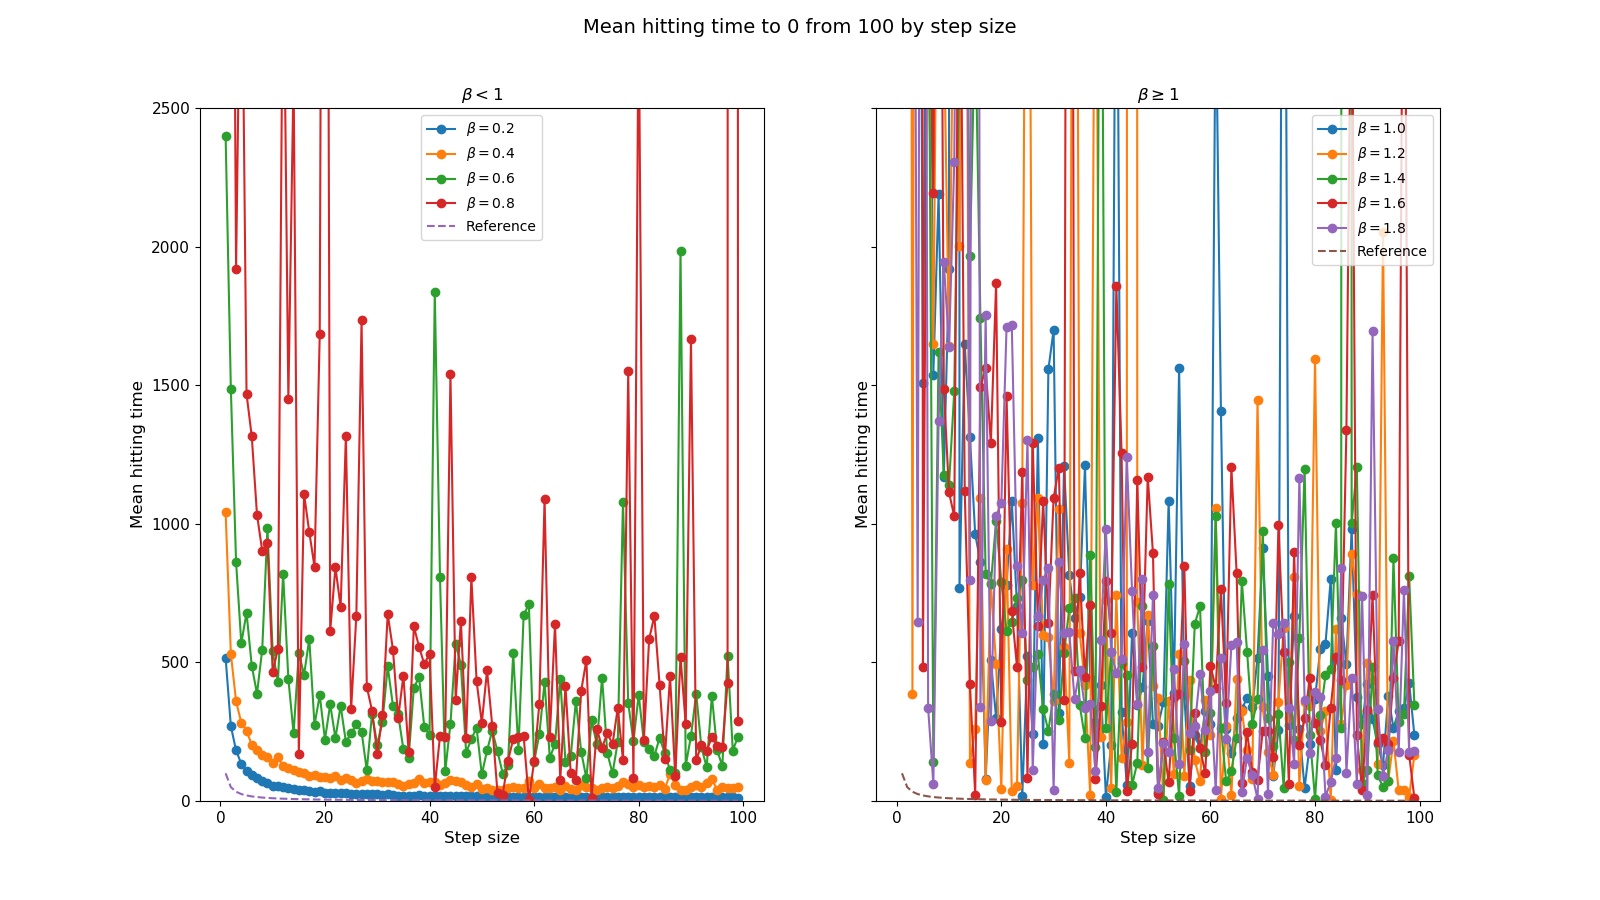 Mean hitting time to 0 from 100 by step size
β < 1
2500
2000
1500
1000
500
0
Mean hitting time
0
20
40
60
80
100
Step size
β = 0.2
β = 0.4
β = 0.6
β = 0.8
Reference
β ≥ 1
Mean hitting time
0
20
40
60
80
100
Step size
β = 1.0
β = 1.2
β = 1.4
β = 1.6
β = 1.8
Reference